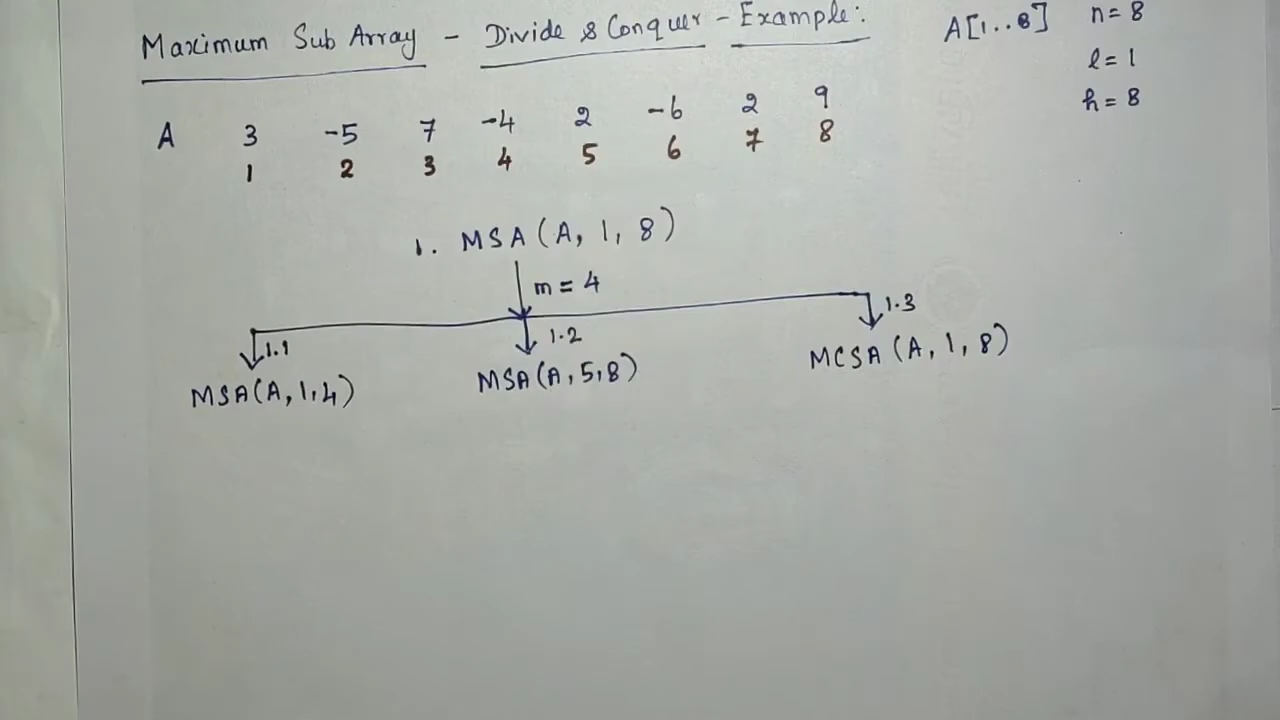 Maximum Sub Array - Divide & Conquer - Example:
A[1..8] n = 8
l = 1
h = 8
A 3 -5 7 -4 2 -6 2 9
1 2 3 4 5 6 7 8
1. MSA (A, 1, 8)
m = 4
1.1 1.2 1.3
MSA(A, 1,4) MSA(A, 5,8) MCSA (A, 1, 8)